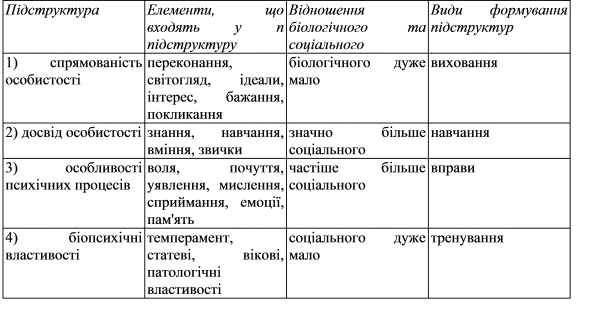 Підструктура
Елементи, що входять у п підструктуру
Відношення біологічного та соціального
Види формування підструктур
1) спрямованість особистості
переконання, світогляд, ідеали, інтерес, бажання, покликання
біологічного дуже мало
виховання
2) досвід особистості
знання, навчання, вміння, звички
значно більше соціального
навчання
3) особливості психічних процесів
воля, почуття, уявлення, мислення, сприймання, емоції, пам'ять
частіше більше соціального
вправи
4) біопсихічні властивості
темперамент, статеві, вікові, патологічні властивості
соціального дуже мало
тренування